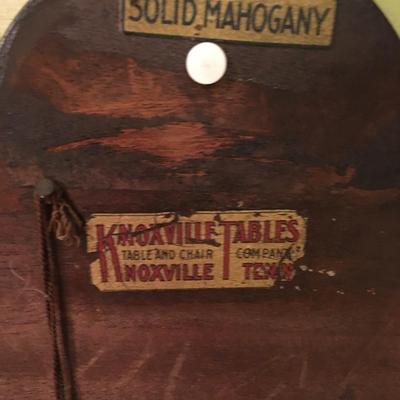 SOLID MAHOGANY
KNOXVILLE TABLES
TABLE AND CHAIR COMPANY
KNOXVILLE TENN